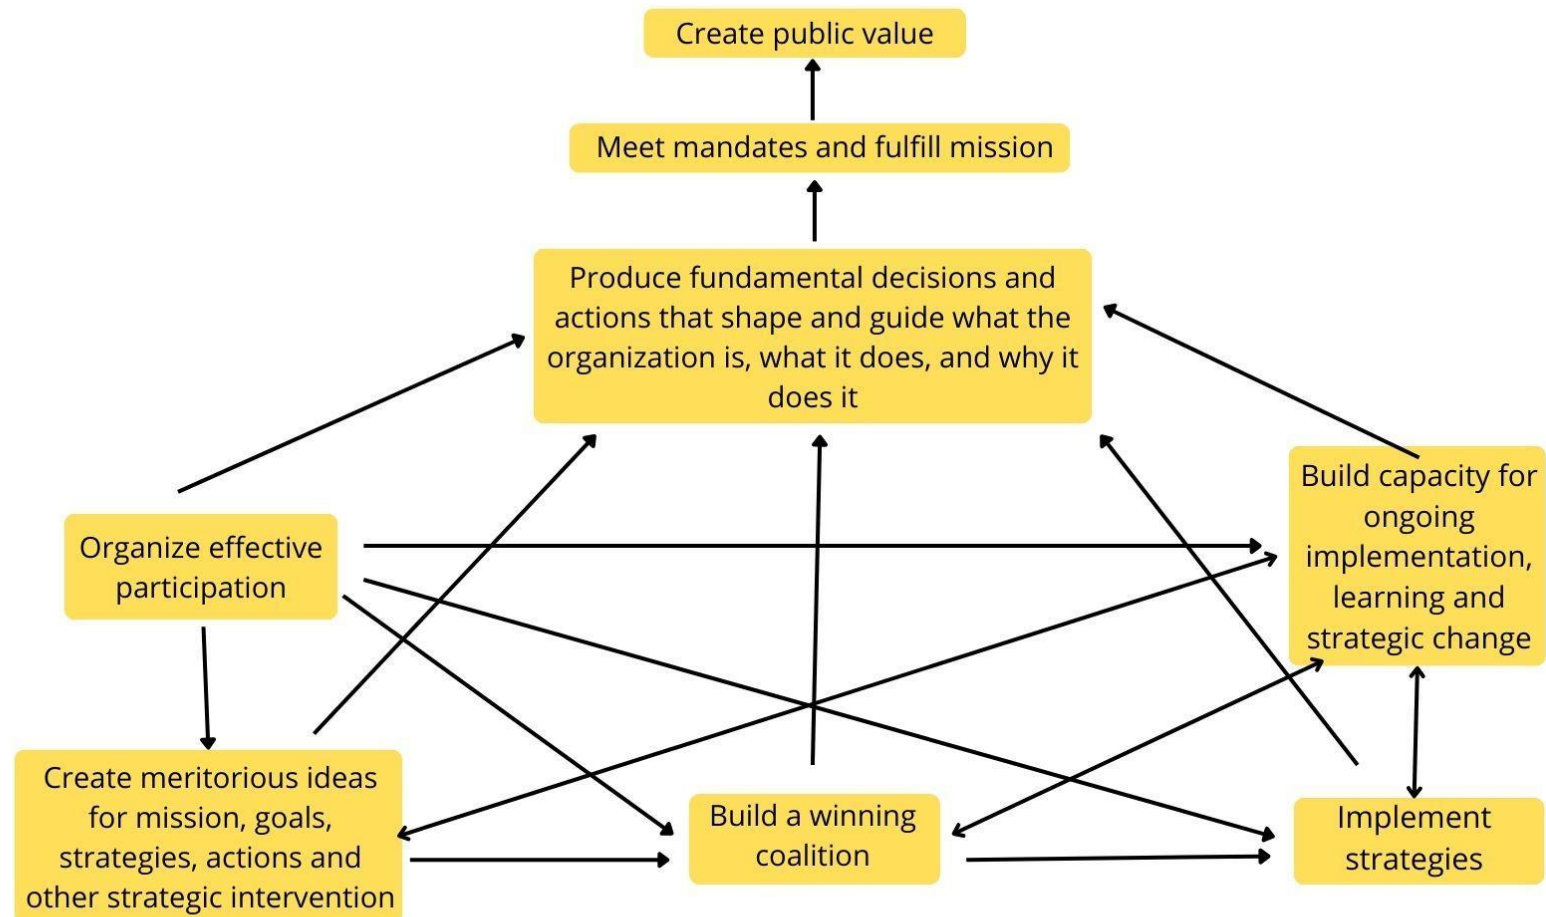 Create public value
Meet mandates and fulfill mission
Produce fundamental decisions and
actions that shape and guide what the
organization is, what it does, and why it
does it
Organize effective
participation
Build capacity for
ongoing
implementation,
learning and
strategic change
Create meritorious ideas
for mission, goals,
strategies, actions and
other strategic intervention
Build a winning
coalition
Implement
strategies